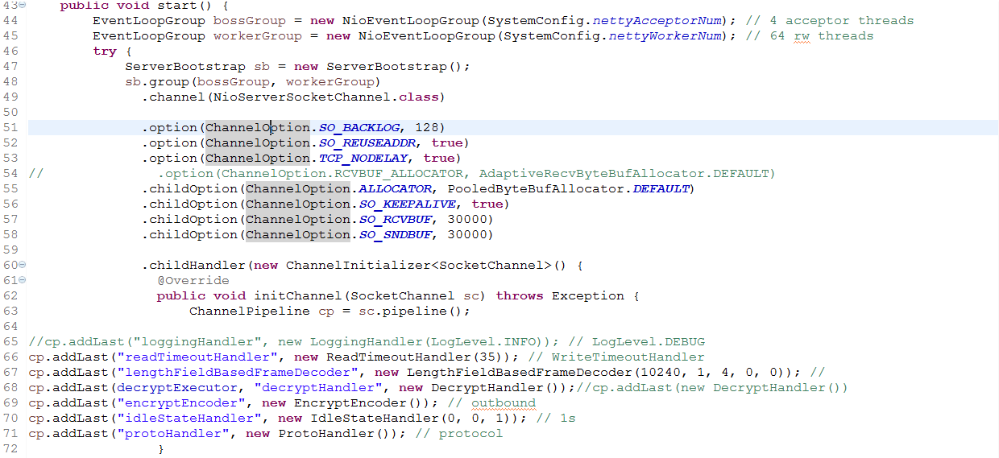 43 public void start() {
44 EventLoopGroup bossGroup = new NioEventLoopGroup(SystemConfig.nettyAcceptorNum); // 4 acceptor threads
45 EventLoopGroup workerGroup = new NioEventLoopGroup(SystemConfig.nettyWorkerNum); // 64 rw threads
46 try {
47 ServerBootstrap sb = new ServerBootstrap();
48 sb.group(bossGroup, workerGroup)
49 .channel(NioServerSocketChannel.class)
50
51 .option(ChannelOption.SO_BACKLOG, 128)
52 .option(ChannelOption.SO_REUSEADDR, true)
53 .option(ChannelOption.TCP_NODELAY, true)
54 // .option(ChannelOption.RCVBUF_ALLOCATOR, AdaptiveRecvByteBufAllocator.DEFAULT)
55 .childOption(ChannelOption.ALLOCATOR, PooledByteBufAllocator.DEFAULT)
56 .childOption(ChannelOption.SO_KEEPALIVE, true)
57 .childOption(ChannelOption.SO_RCVBUF, 30000)
58 .childOption(ChannelOption.SO_SNDBUF, 30000)
59
60 .childHandler(new ChannelInitializer<SocketChannel>() {
61 @Override
62 public void initChannel(SocketChannel sc) throws Exception {
63 ChannelPipeline cp = sc.pipeline();
64
65 //cp.addLast("loggingHandler", new LoggingHandler(LogLevel.INFO)); // LogLevel.DEBUG
66 cp.addLast("readTimeoutHandler", new ReadTimeoutHandler(35)); // WriteTimeoutHandler
67 cp.addLast("lengthFieldBasedFrameDecoder", new LengthFieldBasedFrameDecoder(10240, 1, 4, 0, 0)); //
68 cp.addLast(decryptExecutor, "decryptHandler", new DecryptHandler());//cp.addLast(new DecryptHandler())
69 cp.addLast("encryptEncoder", new EncryptEncoder()); // outbound
70 cp.addLast("idleStateHandler", new IdleStateHandler(0, 0, 1)); // 1s
71 cp.addLast("protoHandler", new ProtoHandler()); // protocol
72 }